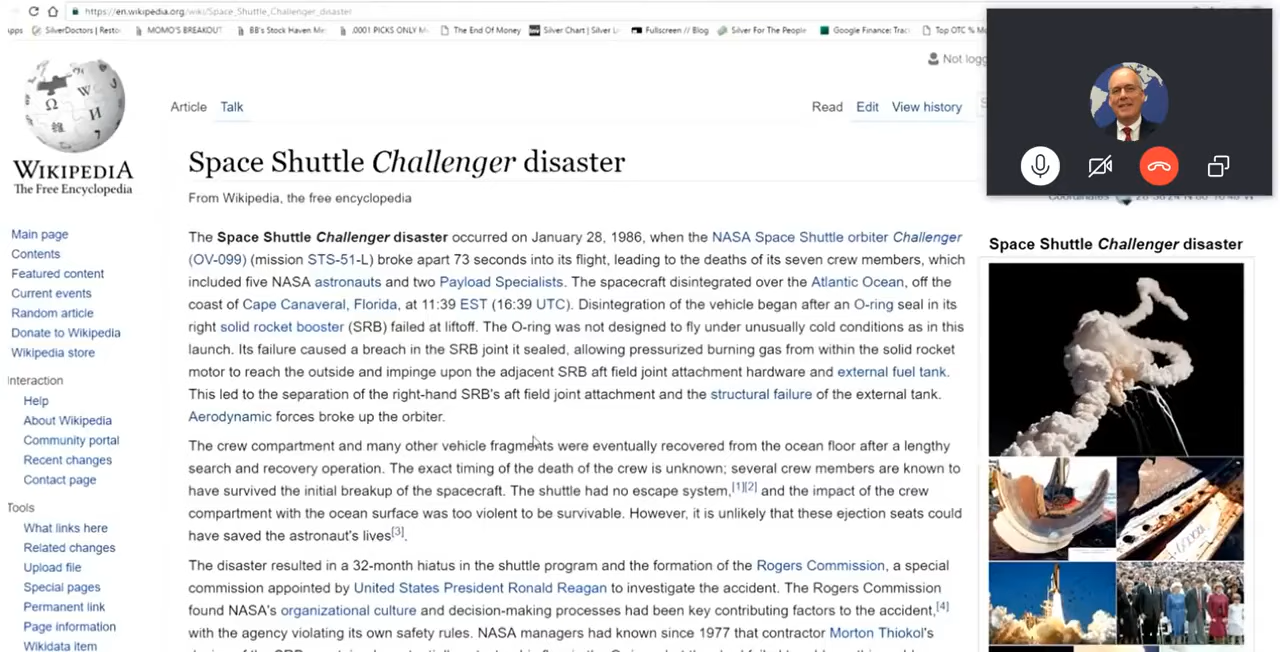 https://en.wikipedia.org/wiki/Space_Shuttle_Challenger_disaster
SilverDoctors | Resto MOMO'S BREAKOUT BB's Stock Haven Me .0001 PICKS ONLY M The End Of Money Silver Chart | Silver Fullscreen // Blog Silver For The People Google Finance: Trac Top OTC % M
Not logg
Article Talk Read Edit View history
WIKIPEDIA
The Free Encyclopedia
Main page
Contents
Featured content
Current events
Random article
Donate to Wikipedia
Wikipedia store
Interaction
Help
About Wikipedia
Community portal
Recent changes
Contact page
Tools
What links here
Related changes
Upload file
Special pages
Permanent link
Page information
Wikidata item
Space Shuttle Challenger disaster
From Wikipedia, the free encyclopedia
The Space Shuttle Challenger disaster occurred on January 28, 1986, when the NASA Space Shuttle orbiter Challenger
(OV-099) (mission STS-51-L) broke apart 73 seconds into its flight, leading to the deaths of its seven crew members, which
included five NASA astronauts and two Payload Specialists. The spacecraft disintegrated over the Atlantic Ocean, off the
coast of Cape Canaveral, Florida, at 11:39 EST (16:39 UTC). Disintegration of the vehicle began after an O-ring seal in its
right solid rocket booster (SRB) failed at liftoff. The O-ring was not designed to fly under unusually cold conditions as in this
launch. Its failure caused a breach in the SRB joint it sealed, allowing pressurized burning gas from within the solid rocket
motor to reach the outside and impinge upon the adjacent SRB aft field joint attachment hardware and external fuel tank.
This led to the separation of the right-hand SRB's aft field joint attachment and the structural failure of the external tank.
Aerodynamic forces broke up the orbiter.
The crew compartment and many other vehicle fragments were eventually recovered from the ocean floor after a lengthy
search and recovery operation. The exact timing of the death of the crew is unknown; several crew members are known to
have survived the initial breakup of the spacecraft. The shuttle had no escape system,[1][2] and the impact of the crew
compartment with the ocean surface was too violent to be survivable. However, it is unlikely that these ejection seats could
have saved the astronaut's lives[3].
The disaster resulted in a 32-month hiatus in the shuttle program and the formation of the Rogers Commission, a special
commission appointed by United States President Ronald Reagan to investigate the accident. The Rogers Commission
found NASA's organizational culture and decision-making processes had been key contributing factors to the accident,[4]
with the agency violating its own safety rules. NASA managers had known since 1977 that contractor Morton Thiokol's
Space Shuttle Challenger disaster